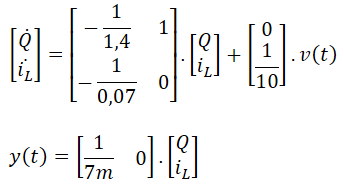 [Q̇; i̇_L] = [−1/1,4 1; −1/0,07 0] . [Q; i_L] + [0; 1/10] . v(t)
y(t) = [1/7m 0] . [Q; i_L]